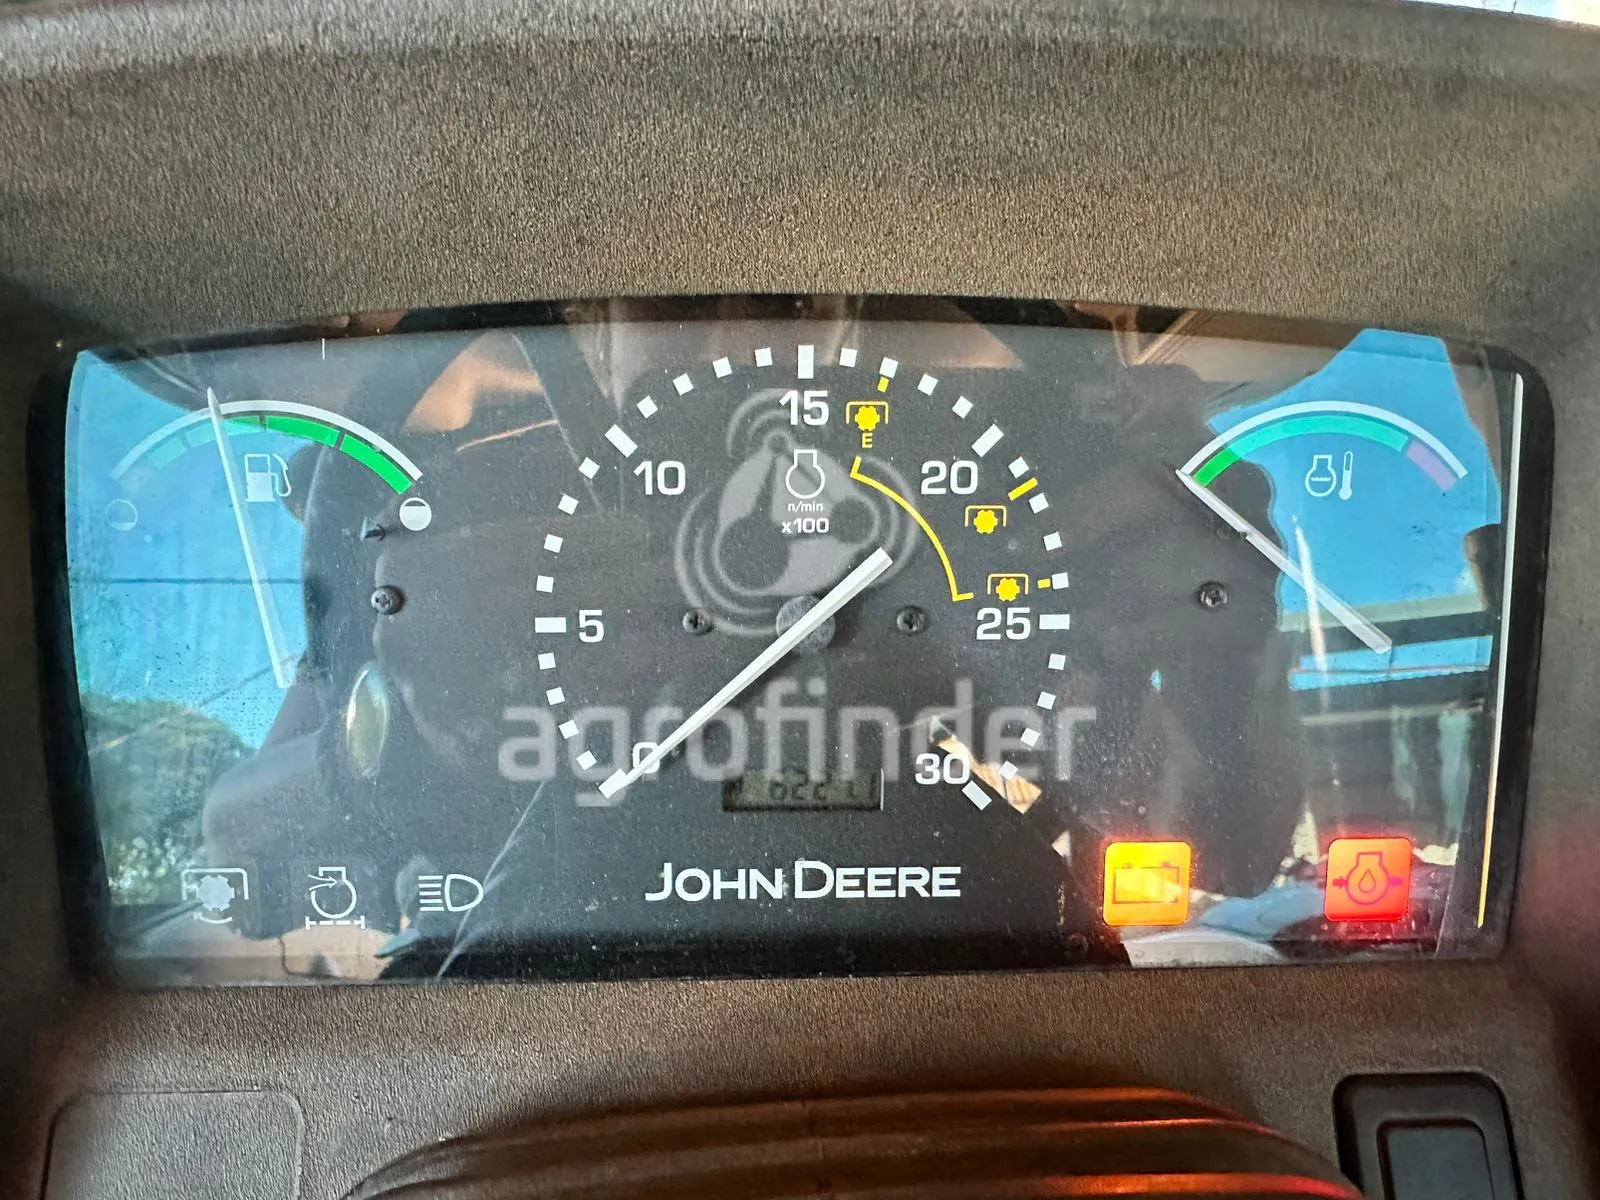 15
E
10
20
n/min
x100
5
25
agrofinder
0
30
JOHN DEERE